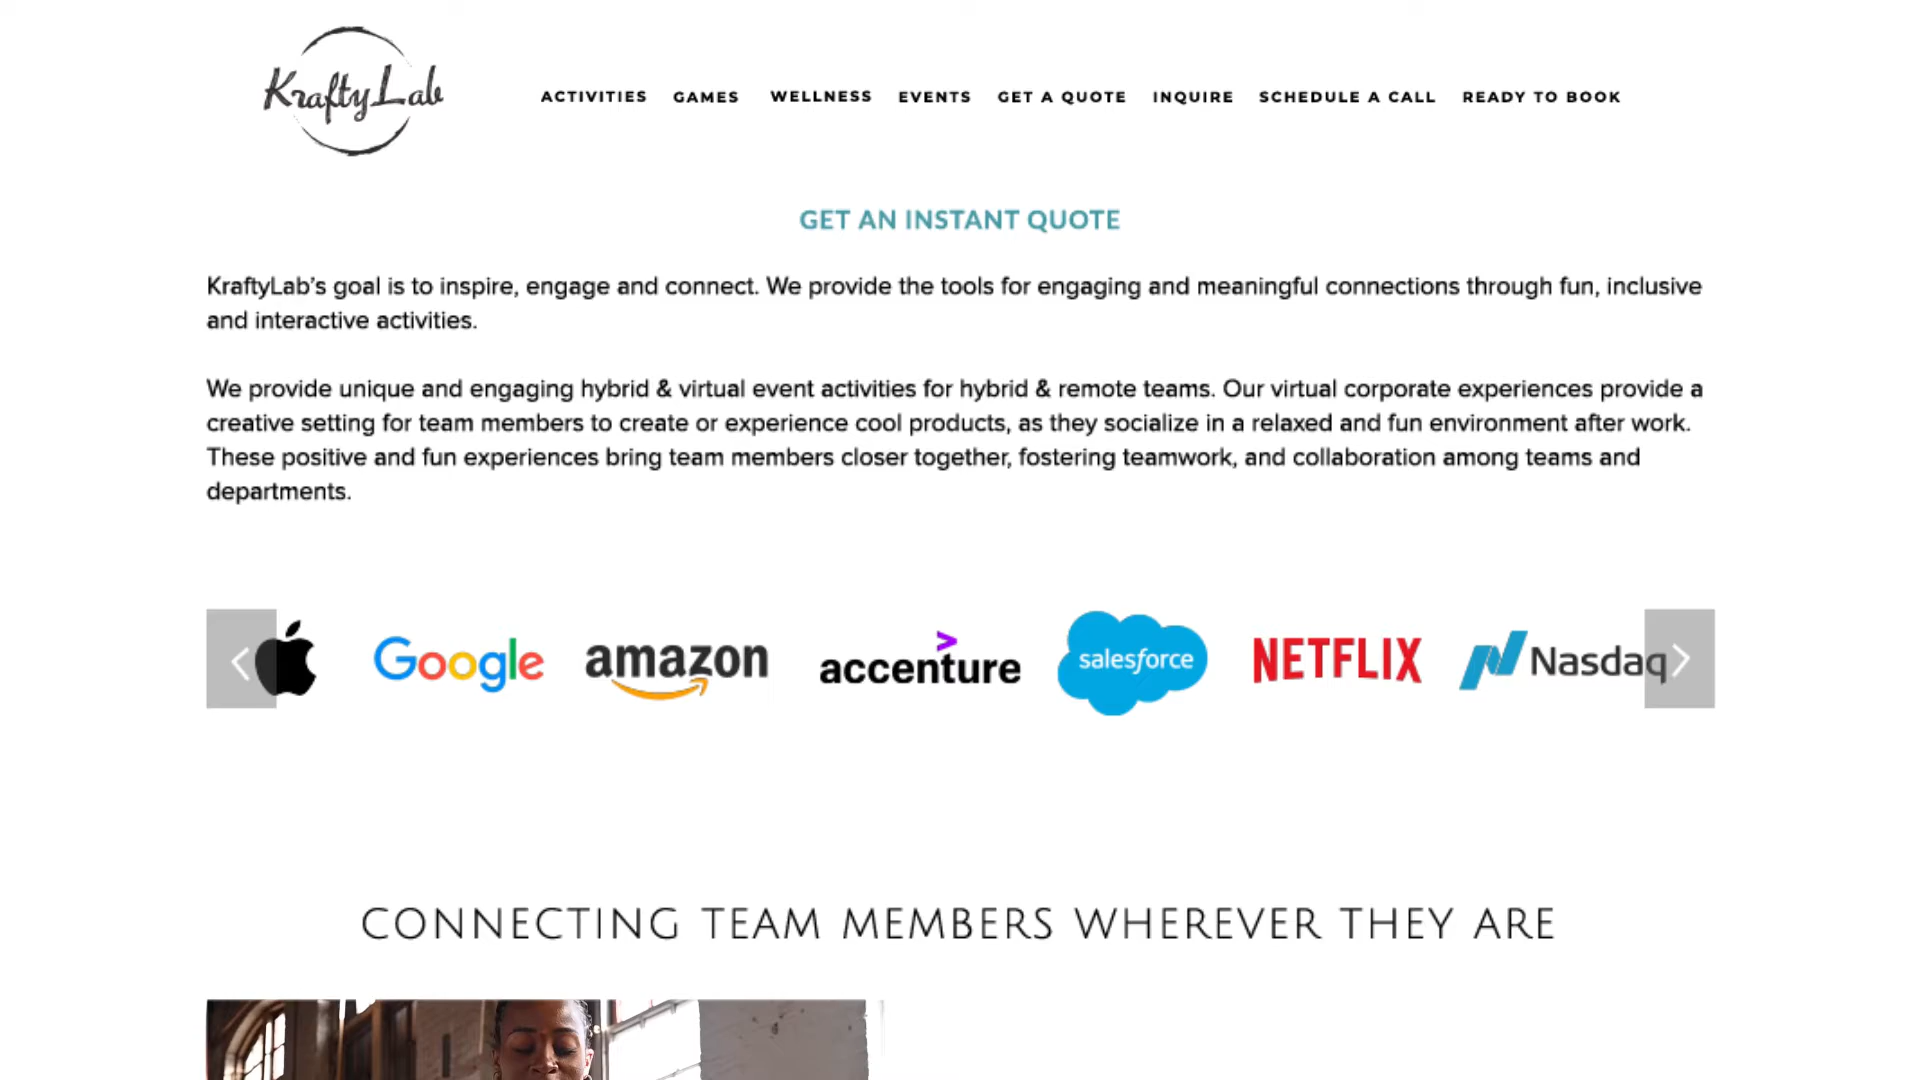 KraftyLab
ACTIVITIES GAMES WELLNESS EVENTS GET A QUOTE INQUIRE SCHEDULE A CALL READY TO BOOK
GET AN INSTANT QUOTE
KraftyLab’s goal is to inspire, engage and connect. We provide the tools for engaging and meaningful connections through fun, inclusive
and interactive activities.
We provide unique and engaging hybrid & virtual event activities for hybrid & remote teams. Our virtual corporate experiences provide a
creative setting for team members to create or experience cool products, as they socialize in a relaxed and fun environment after work.
These positive and fun experiences bring team members closer together, fostering teamwork, and collaboration among teams and
departments.
Google amazon accenture salesforce NETFLIX Nasdaq
CONNECTING TEAM MEMBERS WHEREVER THEY ARE